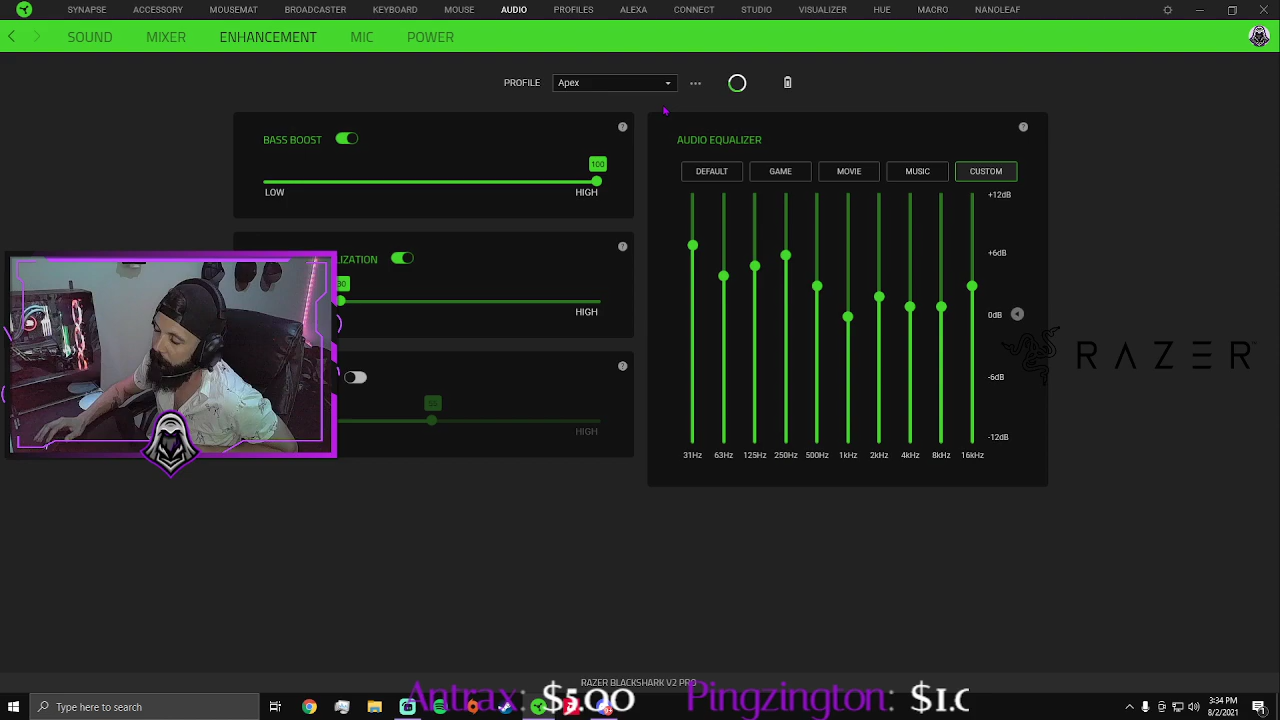 SYNAPSE ACCESSORY MOUSEMAT BROADCASTER KEYBOARD MOUSE AUDIO PROFILES ALEXA CONNECT STUDIO VISUALIZER HUE MACRO NANOLEAF
SOUND MIXER ENHANCEMENT MIC POWER
PROFILE Apex
BASS BOOST
100
LOW HIGH
LIZATION
HIGH
HIGH
AUDIO EQUALIZER
DEFAULT GAME MOVIE MUSIC CUSTOM
+12dB
+6dB
0dB
-6dB
-12dB
31Hz 63Hz 125Hz 250Hz 500Hz 1kHz 2kHz 4kHz 8kHz 16kHz
RAZER
RAZER BLACKSHARK V2 PRO
Antrax: $5.00 Pingzington: $1.0
Type here to search
3:34 PM
8/2/2021